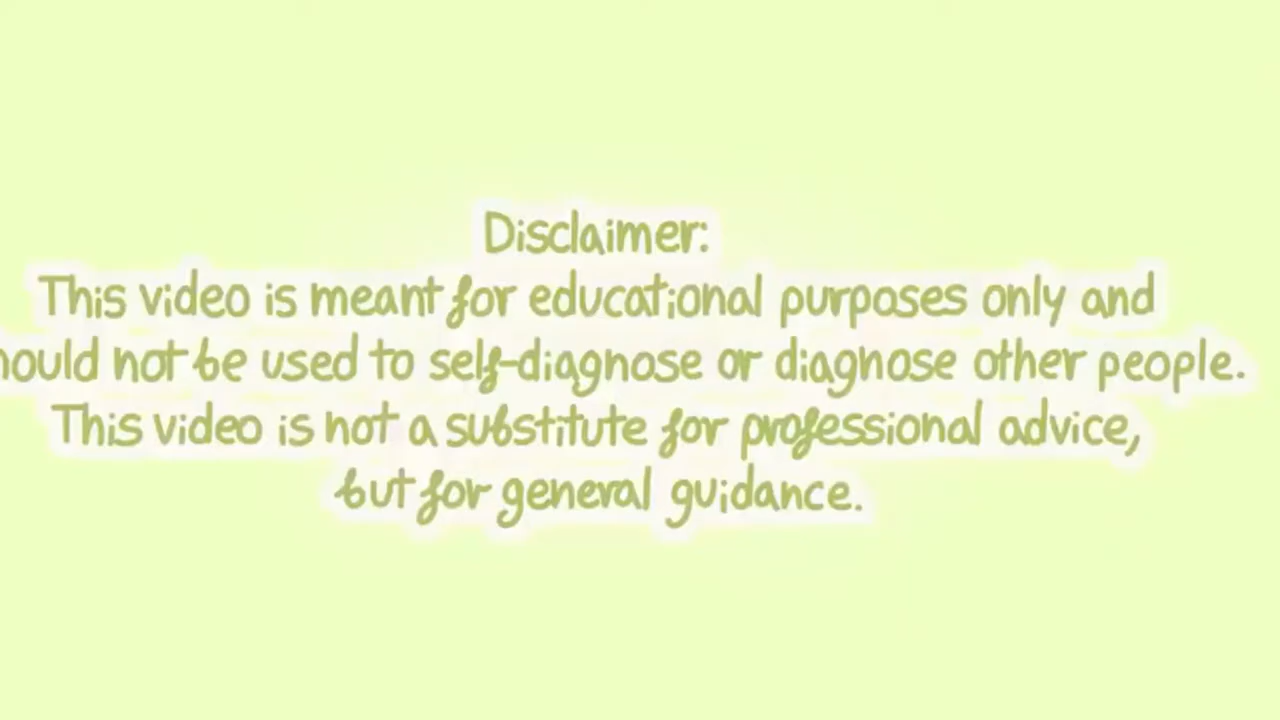 Disclaimer:
This video is meant for educational purposes only and
hould not be used to self-diagnose or diagnose other people.
This video is not a substitute for professional advice,
but for general guidance.